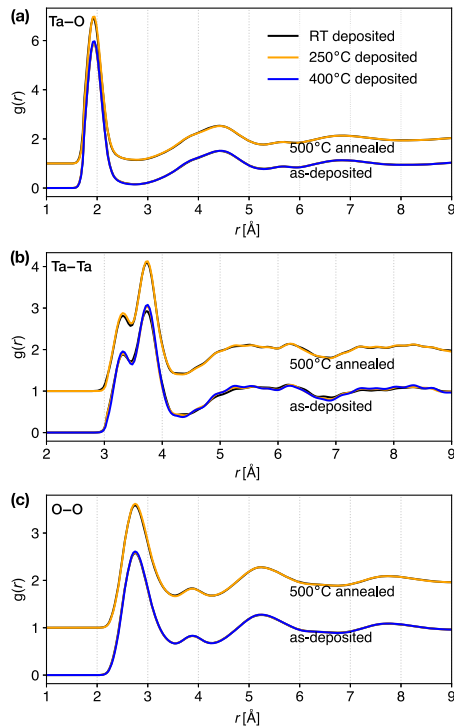 (a)
Ta–O
RT deposited
250°C deposited
400°C deposited
500°C annealed
as-deposited
g(r)
6
4
2
0
1 2 3 4 5 6 7 8 9
r [Å]
(b)
Ta–Ta
500°C annealed
as-deposited
g(r)
4
3
2
1
0
2 3 4 5 6 7 8 9
r [Å]
(c)
O–O
500°C annealed
as-deposited
g(r)
3
2
1
0
1 2 3 4 5 6 7 8 9
r [Å]